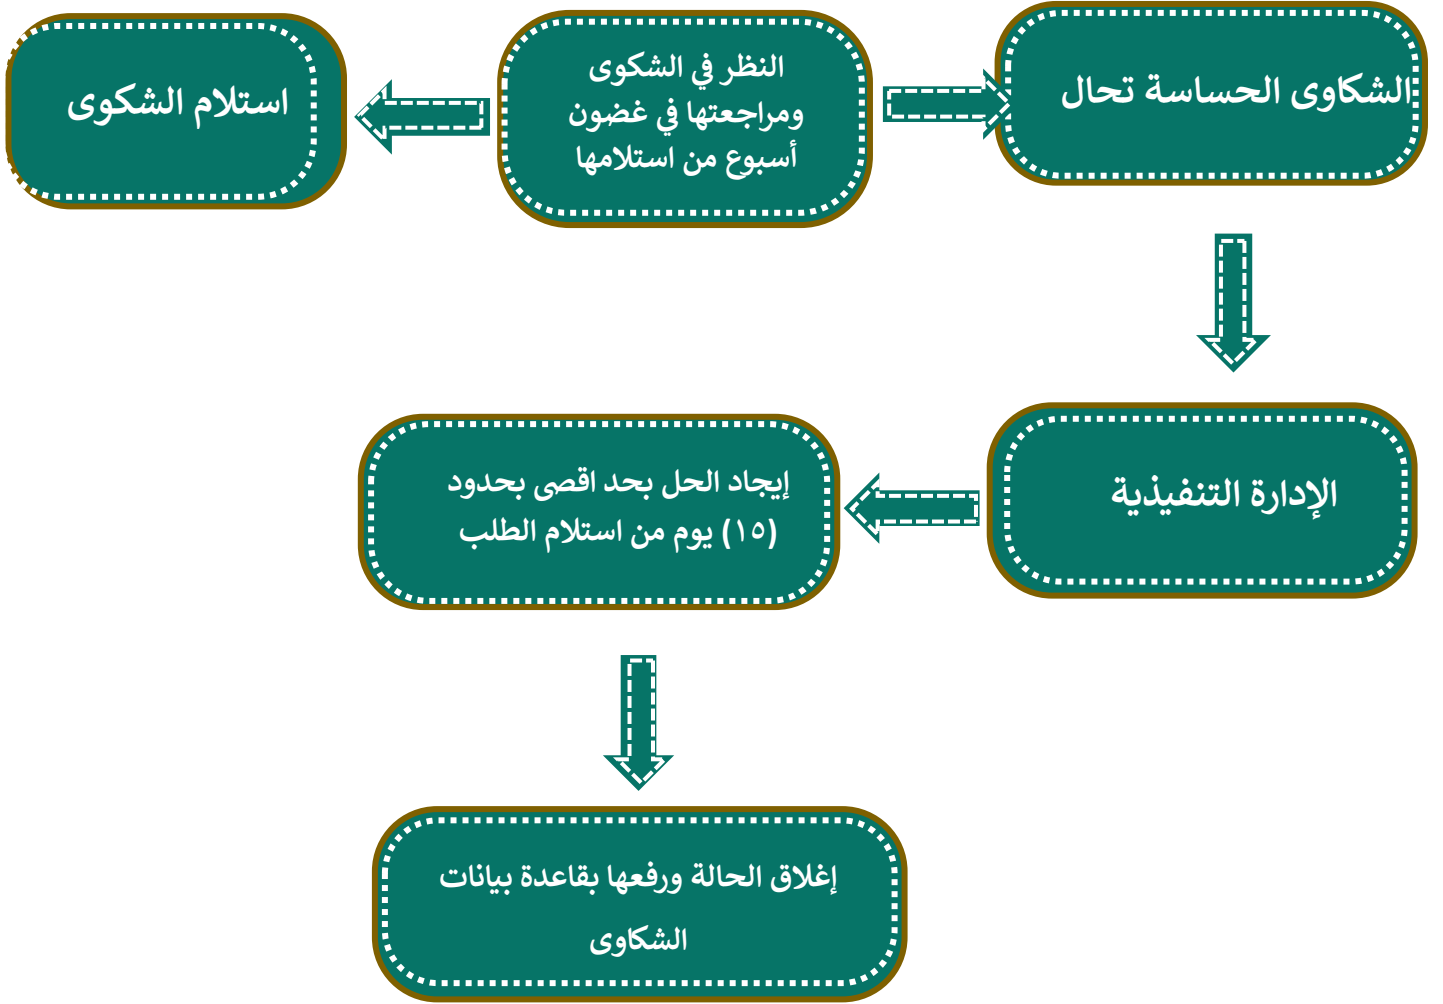 الشكاوى الحساسة تحال
النظر في الشكوى
ومراجعتها في غضون
أسبوع من استلامها
استلام الشكوى
الإدارة التنفيذية
إيجاد الحل بحد اقصى بحدود
(١٥) يوم من استلام الطلب
إغلاق الحالة ورفعها بقاعدة بيانات
الشكاوى